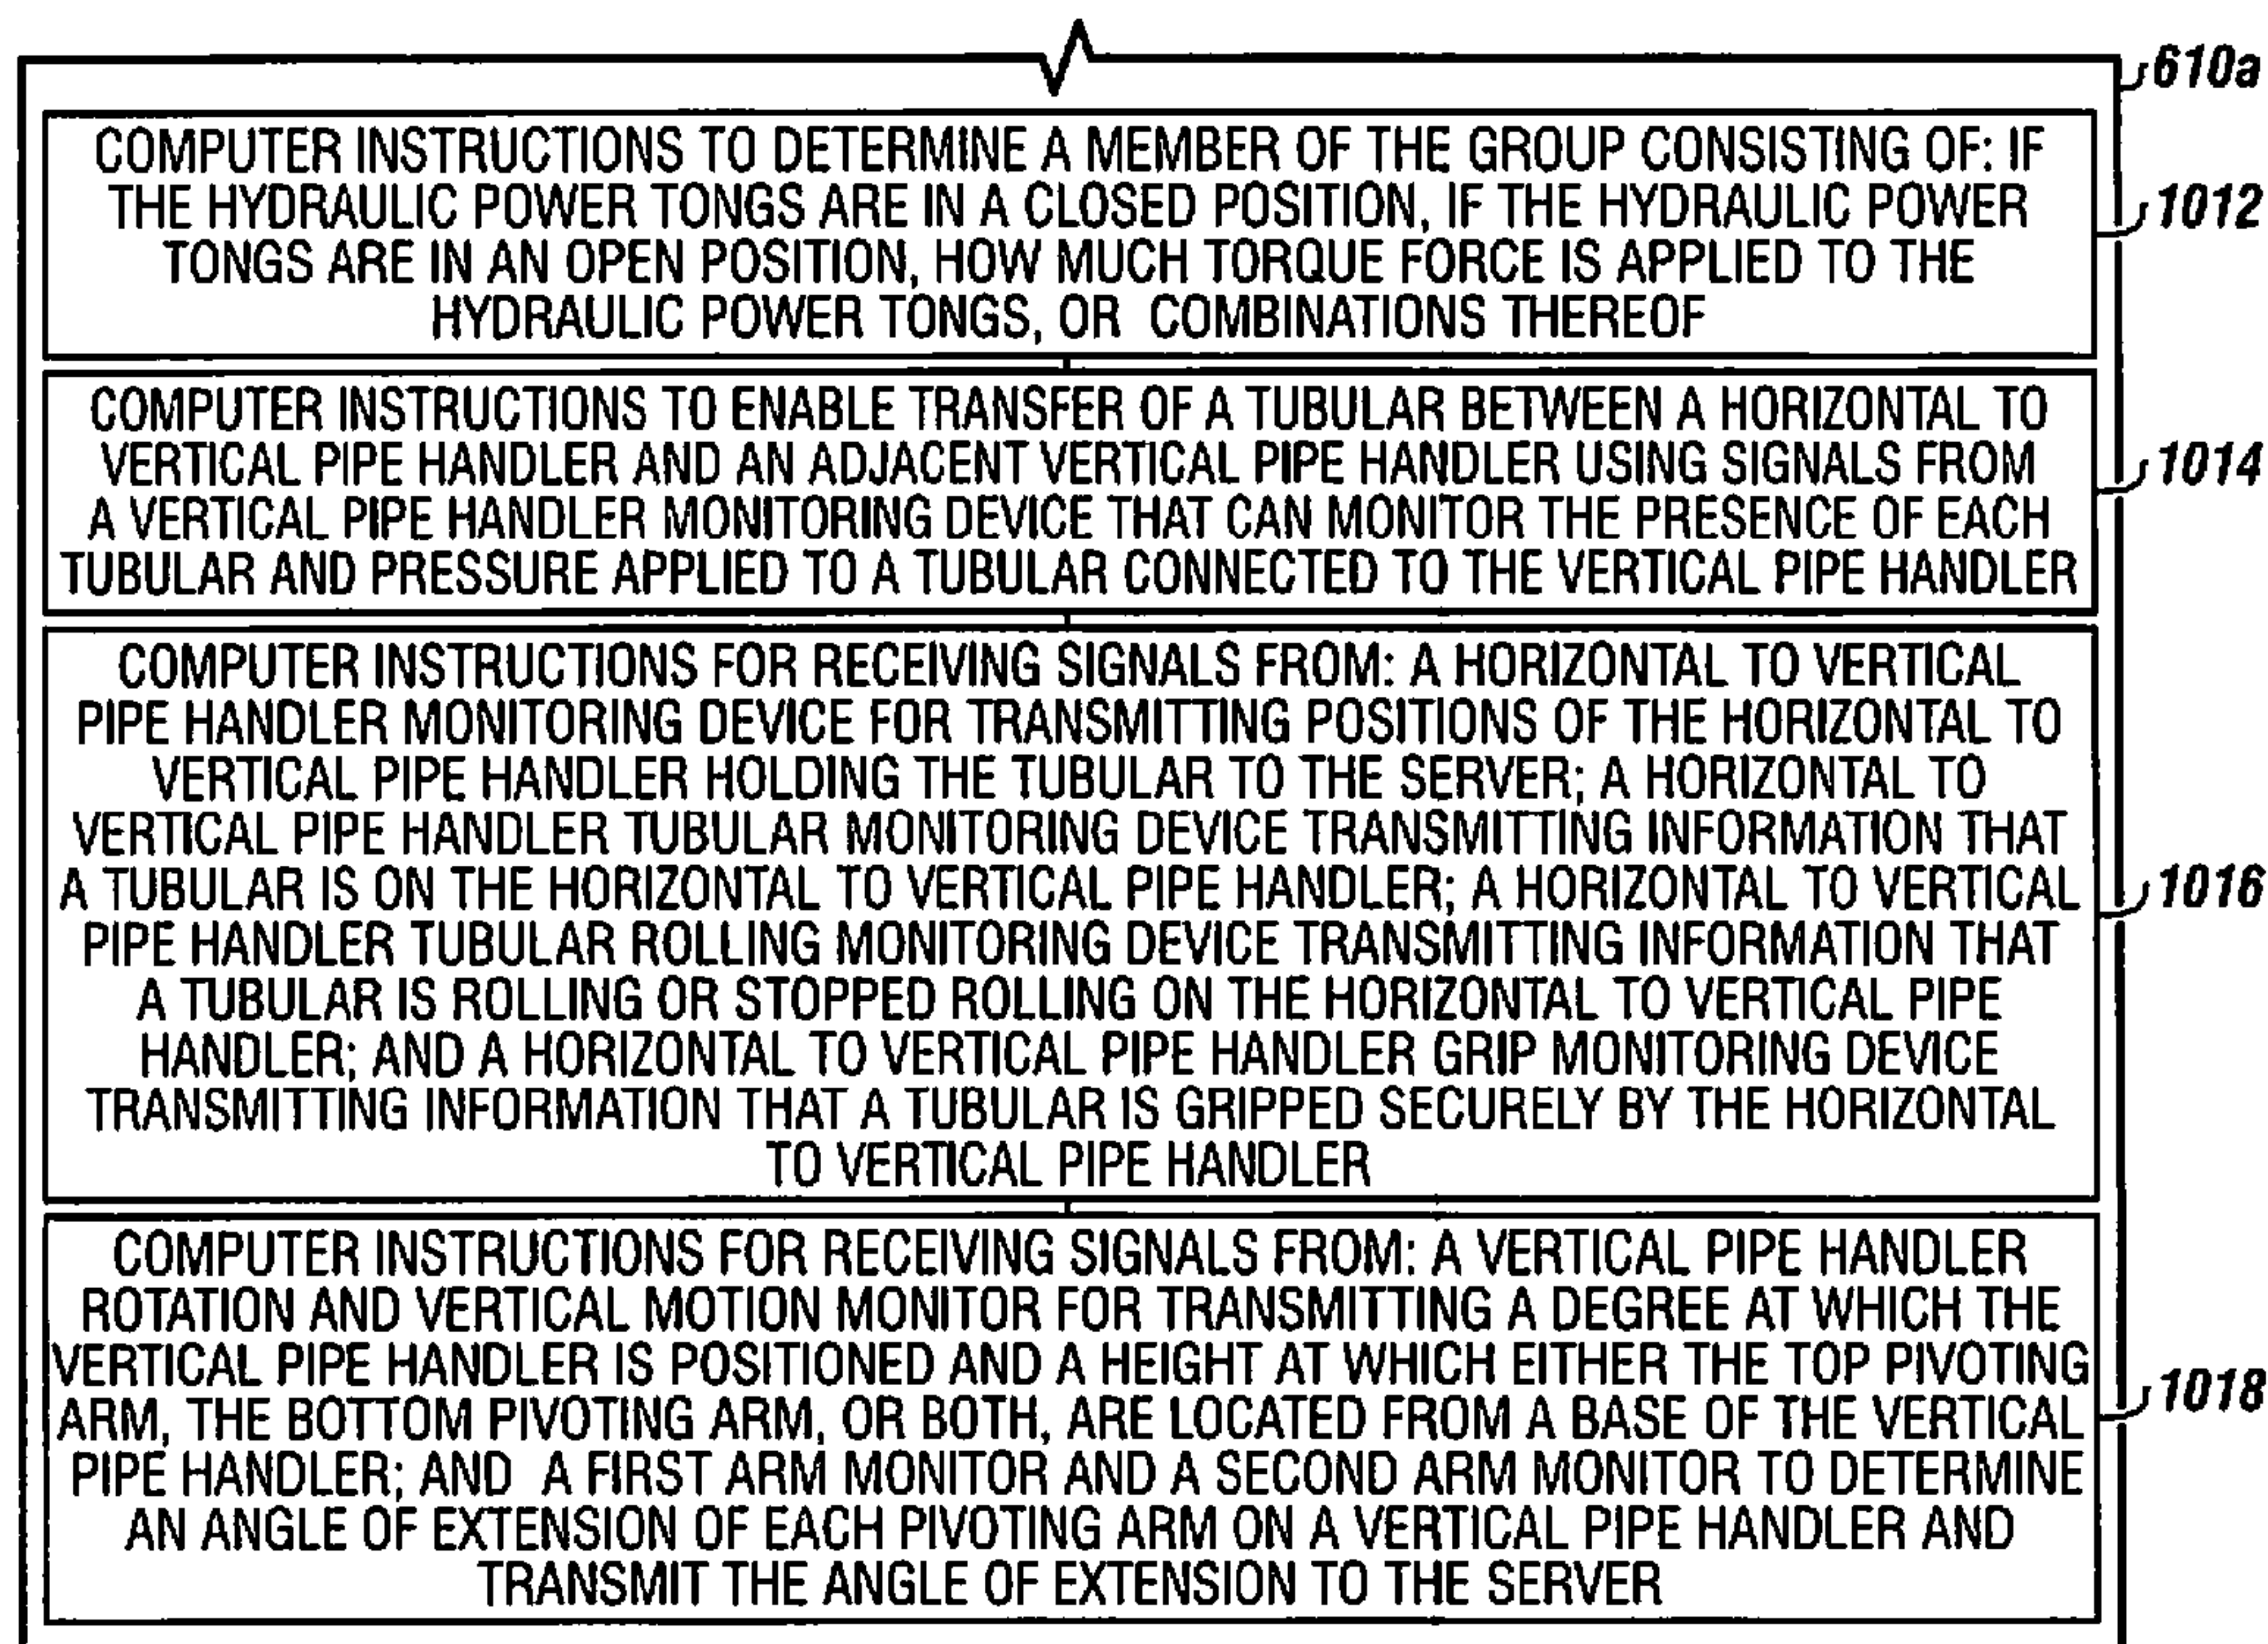 610a
COMPUTER INSTRUCTIONS TO DETERMINE A MEMBER OF THE GROUP CONSISTING OF: IF
THE HYDRAULIC POWER TONGS ARE IN A CLOSED POSITION, IF THE HYDRAULIC POWER
TONGS ARE IN AN OPEN POSITION, HOW MUCH TORQUE FORCE IS APPLIED TO THE
HYDRAULIC POWER TONGS, OR COMBINATIONS THEREOF
1012
COMPUTER INSTRUCTIONS TO ENABLE TRANSFER OF A TUBULAR BETWEEN A HORIZONTAL TO
VERTICAL PIPE HANDLER AND AN ADJACENT VERTICAL PIPE HANDLER USING SIGNALS FROM
A VERTICAL PIPE HANDLER MONITORING DEVICE THAT CAN MONITOR THE PRESENCE OF EACH
TUBULAR AND PRESSURE APPLIED TO A TUBULAR CONNECTED TO THE VERTICAL PIPE HANDLER
1014
COMPUTER INSTRUCTIONS FOR RECEIVING SIGNALS FROM: A HORIZONTAL TO VERTICAL
PIPE HANDLER MONITORING DEVICE FOR TRANSMITTING POSITIONS OF THE HORIZONTAL TO
VERTICAL PIPE HANDLER HOLDING THE TUBULAR TO THE SERVER; A HORIZONTAL TO
VERTICAL PIPE HANDLER TUBULAR MONITORING DEVICE TRANSMITTING INFORMATION THAT
A TUBULAR IS ON THE HORIZONTAL TO VERTICAL PIPE HANDLER; A HORIZONTAL TO VERTICAL
PIPE HANDLER TUBULAR ROLLING MONITORING DEVICE TRANSMITTING INFORMATION THAT
A TUBULAR IS ROLLING OR STOPPED ROLLING ON THE HORIZONTAL TO VERTICAL PIPE
HANDLER; AND A HORIZONTAL TO VERTICAL PIPE HANDLER GRIP MONITORING DEVICE
TRANSMITTING INFORMATION THAT A TUBULAR IS GRIPPED SECURELY BY THE HORIZONTAL
TO VERTICAL PIPE HANDLER
1016
COMPUTER INSTRUCTIONS FOR RECEIVING SIGNALS FROM: A VERTICAL PIPE HANDLER
ROTATION AND VERTICAL MOTION MONITOR FOR TRANSMITTING A DEGREE AT WHICH THE
VERTICAL PIPE HANDLER IS POSITIONED AND A HEIGHT AT WHICH EITHER THE TOP PIVOTING
ARM, THE BOTTOM PIVOTING ARM, OR BOTH, ARE LOCATED FROM A BASE OF THE VERTICAL
PIPE HANDLER; AND A FIRST ARM MONITOR AND A SECOND ARM MONITOR TO DETERMINE
AN ANGLE OF EXTENSION OF EACH PIVOTING ARM ON A VERTICAL PIPE HANDLER AND
TRANSMIT THE ANGLE OF EXTENSION TO THE SERVER
1018